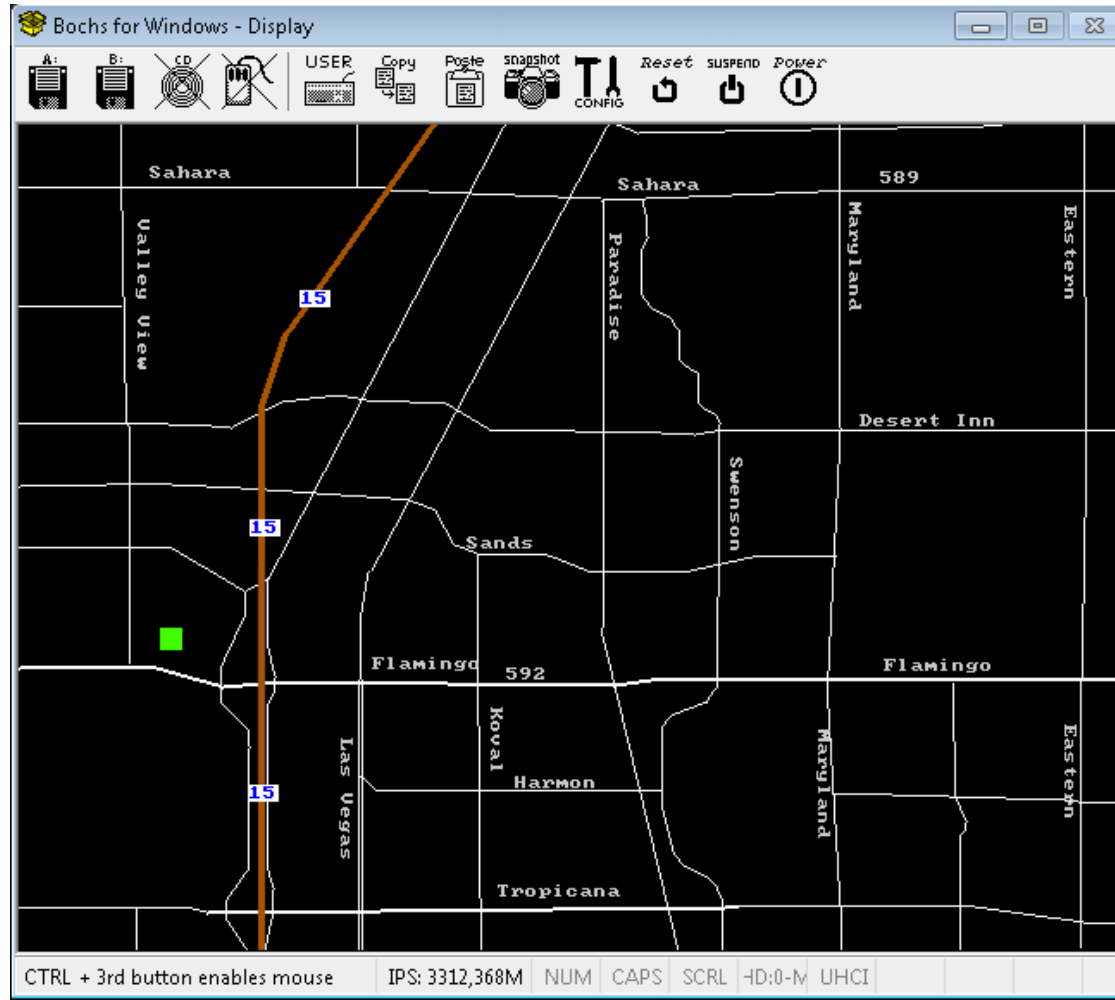 Bochs for Windows - Display
A: B: CD USER Copy Paste snapshot CONFIG Reset SUSPEND Power
Sahara
589
Sahara
Valley View
Paradise
Maryland
Eastern
15
Desert Inn
Swenson
15
Sands
Flamingo
592
Flamingo
Koval
Las Vegas
Maryland
Eastern
Harmon
15
Tropicana
CTRL + 3rd button enables mouse IPS: 3312,368M NUM CAPS SCRL HD:0-M UHCI